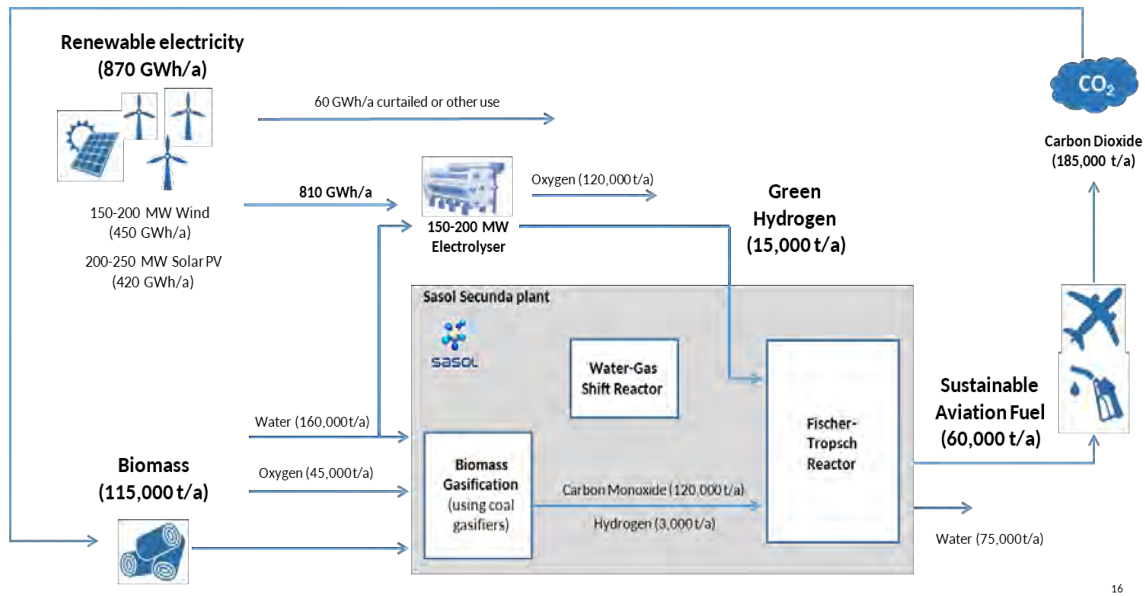 Renewable electricity
(870 GWh/a)
60 GWh/a curtailed or other use
CO2
Carbon Dioxide
(185,000 t/a)
810 GWh/a
Oxygen (120,000t/a)
150-200 MW
Electrolyser
Green
Hydrogen
(15,000 t/a)
150-200 MW Wind
(450 GWh/a)
200-250 MW Solar PV
(420 GWh/a)
Sasol Secunda plant
sasol
Water-Gas
Shift Reactor
Fischer-
Tropsch
Reactor
Sustainable
Aviation Fuel
(60,000 t/a)
Water (160,000t/a)
Oxygen (45,000t/a)
Biomass
(115,000 t/a)
Biomass
Gasification
(using coal
gasifiers)
Carbon Monoxide (120,000t/a)
Hydrogen (3,000t/a)
Water (75,000t/a)
16